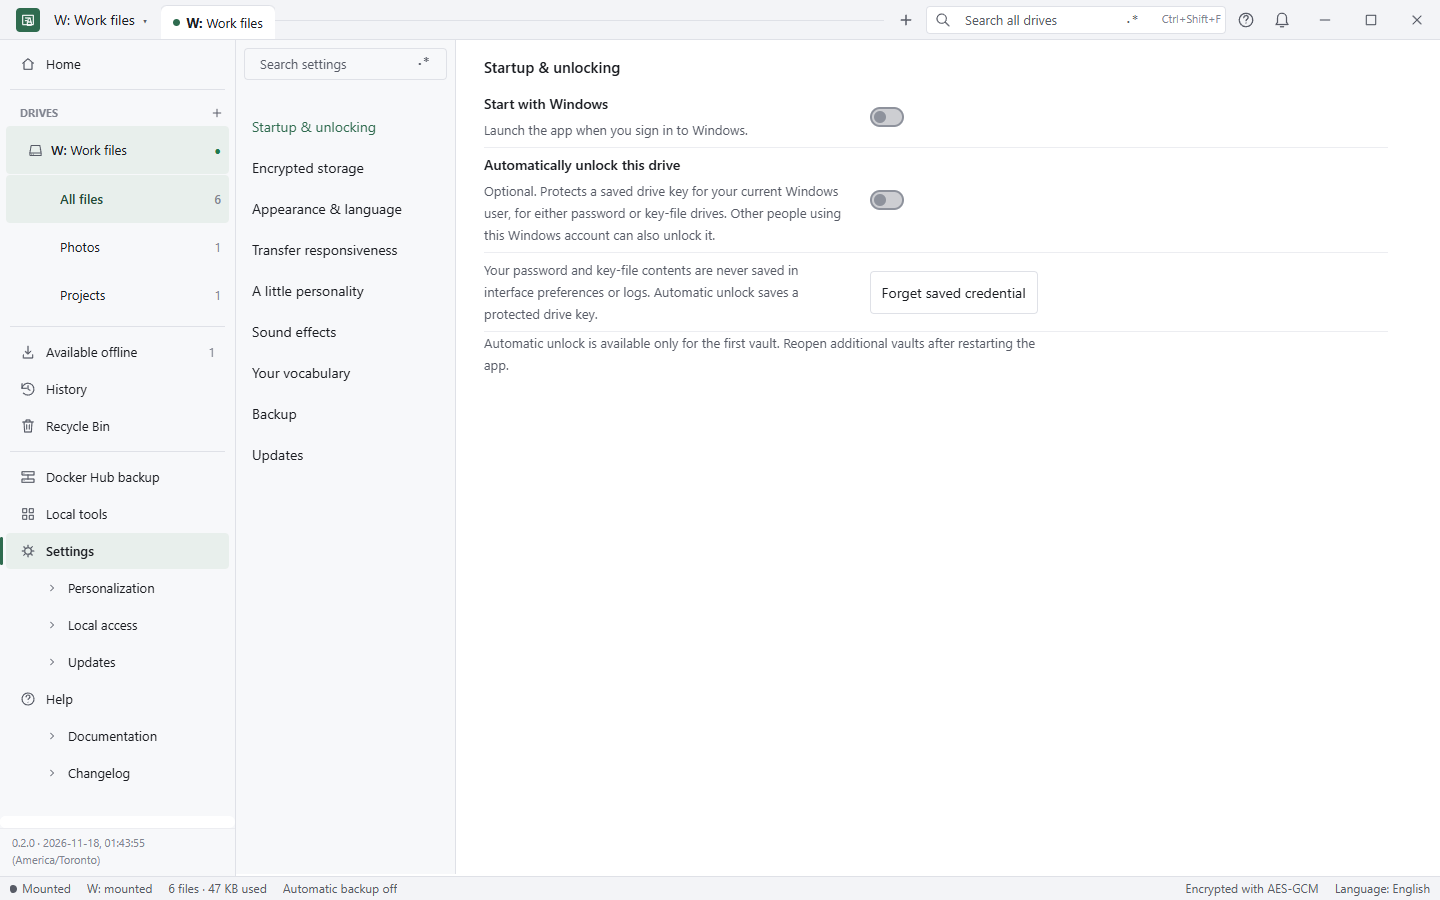 W: Work files
W: Work files
Search all drives
.*
Ctrl+Shift+F
Home
DRIVES
W: Work files
All files 6
Photos 1
Projects 1
Available offline 1
History
Recycle Bin
Docker Hub backup
Local tools
Settings
Personalization
Local access
Updates
Help
Documentation
Changelog
0.2.0 · 2026-11-18, 01:43:55
(America/Toronto)
Search settings .*
Startup & unlocking
Encrypted storage
Appearance & language
Transfer responsiveness
A little personality
Sound effects
Your vocabulary
Backup
Updates
Startup & unlocking
Start with Windows
Launch the app when you sign in to Windows.
Automatically unlock this drive
Optional. Protects a saved drive key for your current Windows
user, for either password or key-file drives. Other people using
this Windows account can also unlock it.
Your password and key-file contents are never saved in
interface preferences or logs. Automatic unlock saves a
protected drive key.
Forget saved credential
Automatic unlock is available only for the first vault. Reopen additional vaults after restarting the
app.
Mounted
W: mounted
6 files · 47 KB used
Automatic backup off
Encrypted with AES-GCM
Language: English